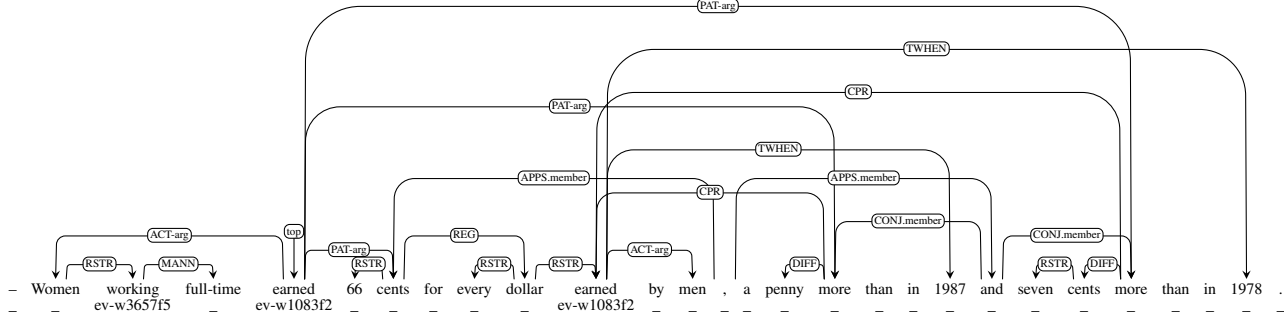 PAT-arg
TWHEN
CPR
PAT-arg
TWHEN
APPS.member APPS.member
CPR
CONJ.member
ACT-arg top REG CONJ.member
PAT-arg ACT-arg
RSTR MANN RSTR RSTR RSTR DIFF RSTR DIFF
– Women working full-time earned 66 cents for every dollar earned by men , a penny more than in 1987 and seven cents more than in 1978 .
_ _ ev-w3657f5 _ ev-w1083f2 _ _ _ _ _ ev-w1083f2 _ _ _ _ _ _ _ _ _ _ _ _ _ _ _ _ _